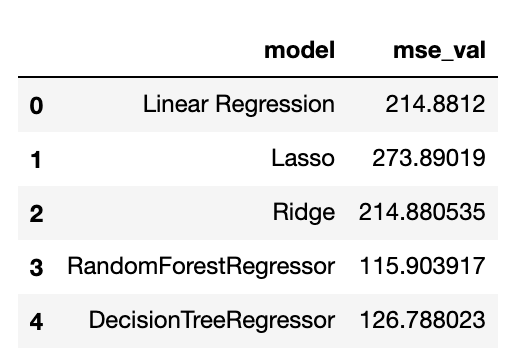 model mse_val
0 Linear Regression 214.8812
1 Lasso 273.89019
2 Ridge 214.880535
3 RandomForestRegressor 115.903917
4 DecisionTreeRegressor 126.788023